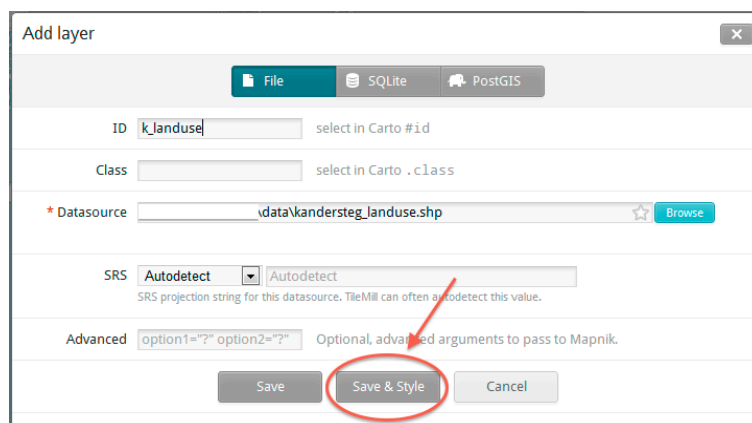 Add layer
File SQLite PostGIS
ID k_landuse select in Carto #id
Class select in Carto .class
* Datasource \data\kandersteg_landuse.shp Browse
SRS Autodetect Autodetect
SRS projection string for this datasource. TileMill can often autodetect this value.
Advanced option1="?" option2="?" Optional, advanced arguments to pass to Mapnik.
Save Save & Style Cancel